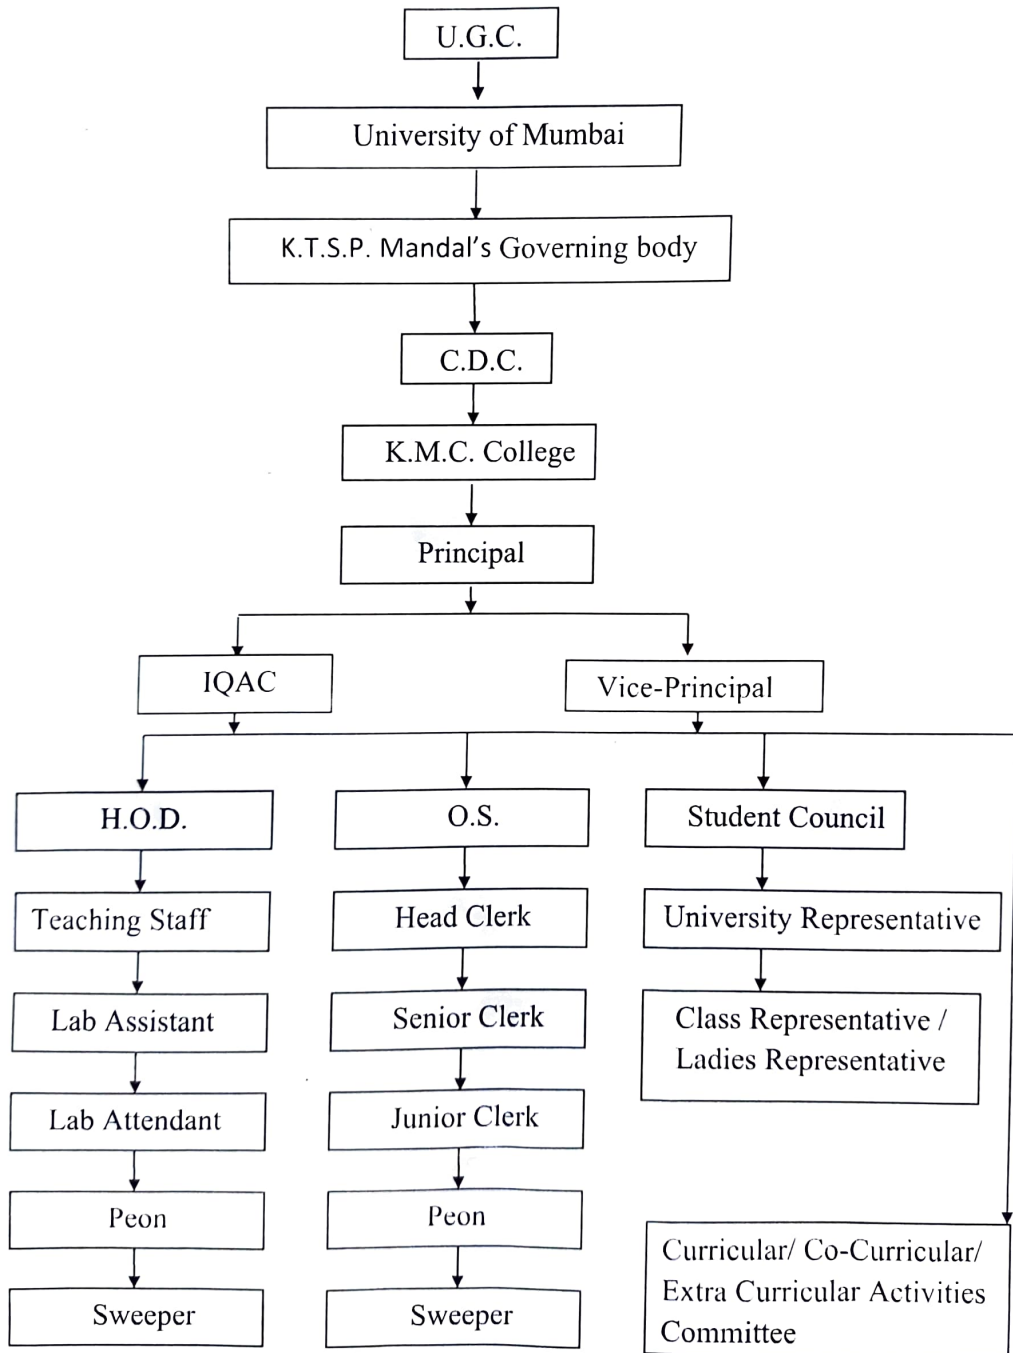 U.G.C.
University of Mumbai
K.T.S.P. Mandal's Governing body
C.D.C.
K.M.C. College
Principal
IQAC
Vice-Principal
H.O.D.
O.S.
Student Council
Teaching Staff
Head Clerk
University Representative
Lab Assistant
Senior Clerk
Class Representative /
Ladies Representative
Lab Attendant
Junior Clerk
Peon
Peon
Curricular/ Co-Curricular/
Extra Curricular Activities
Committee
Sweeper
Sweeper